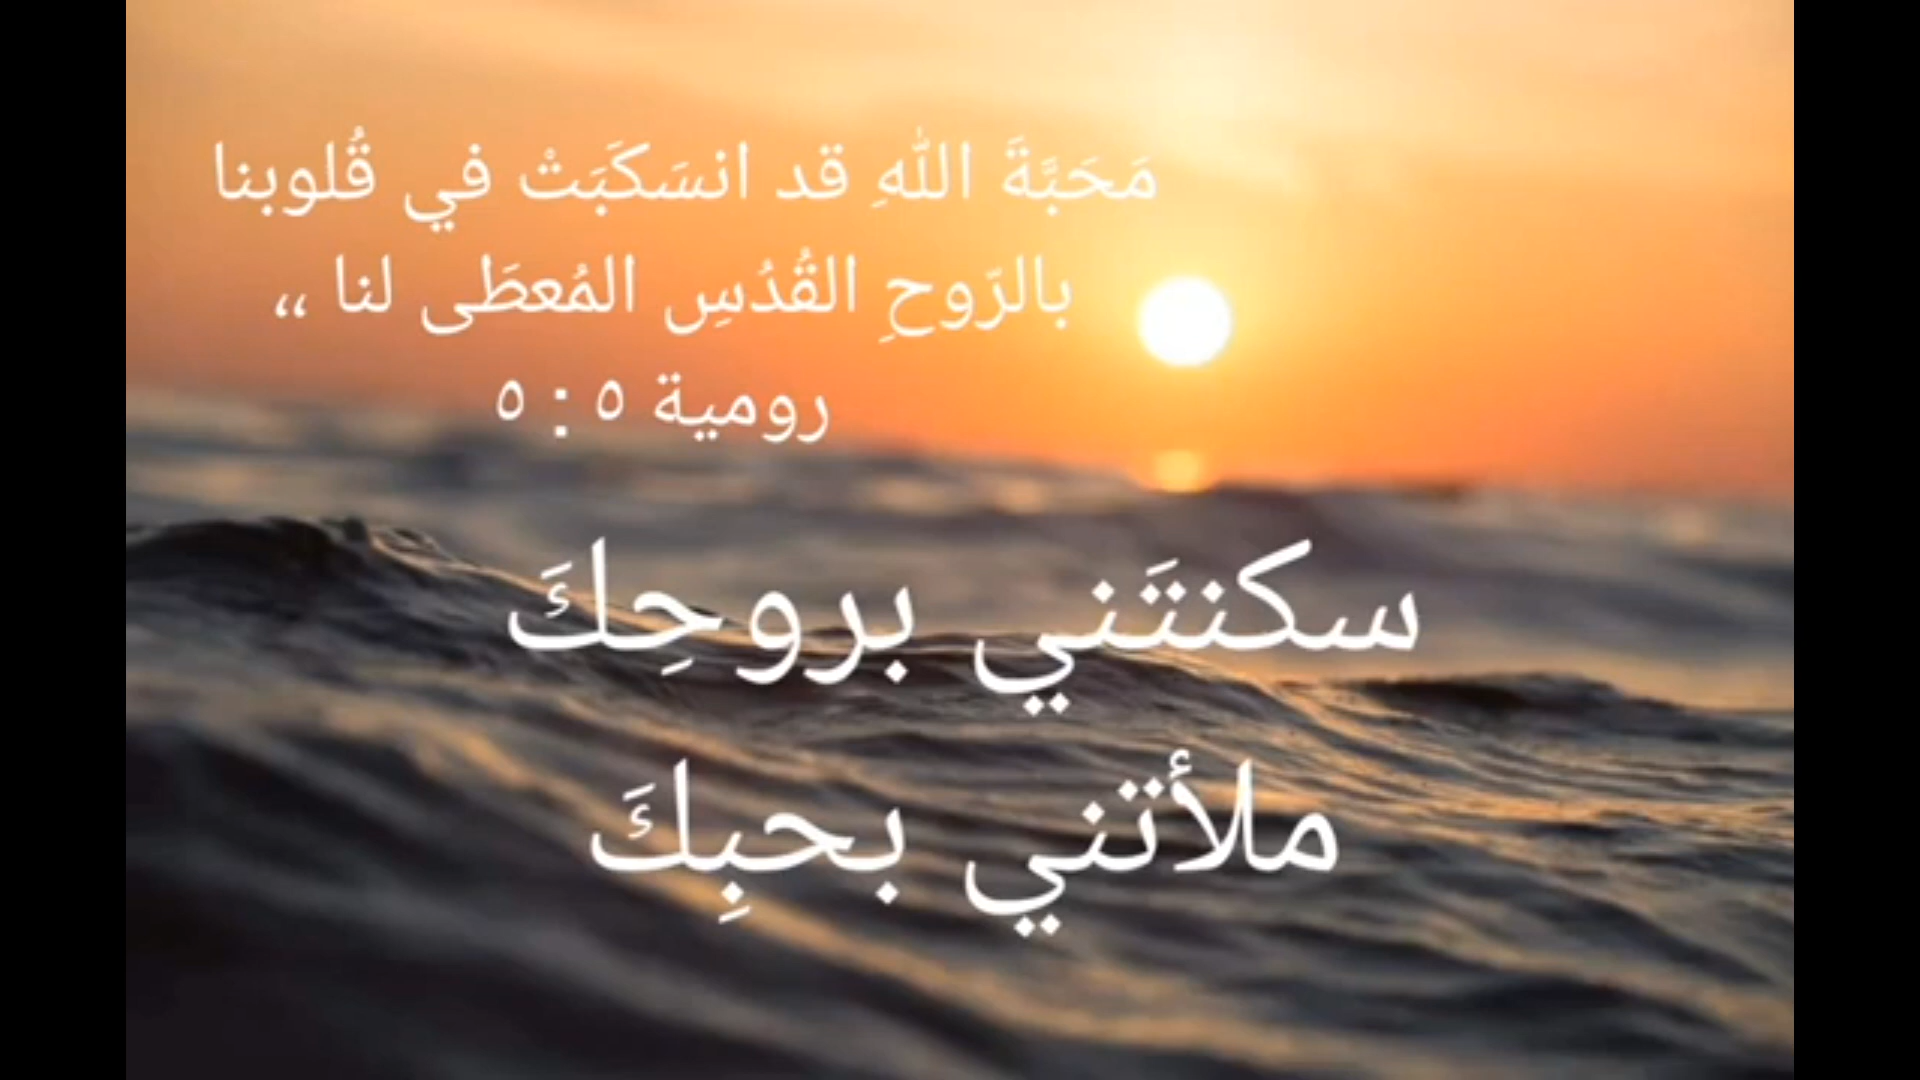 مَحَبَّةَ اللهِ قد انسَكَبَتْ في قُلوبنا
بالرّوحِ القُدُسِ المُعطَى لنا ،،
رومية ٥ : ٥
سكنتَني بروحِكَ
ملأتني بحبِكَ